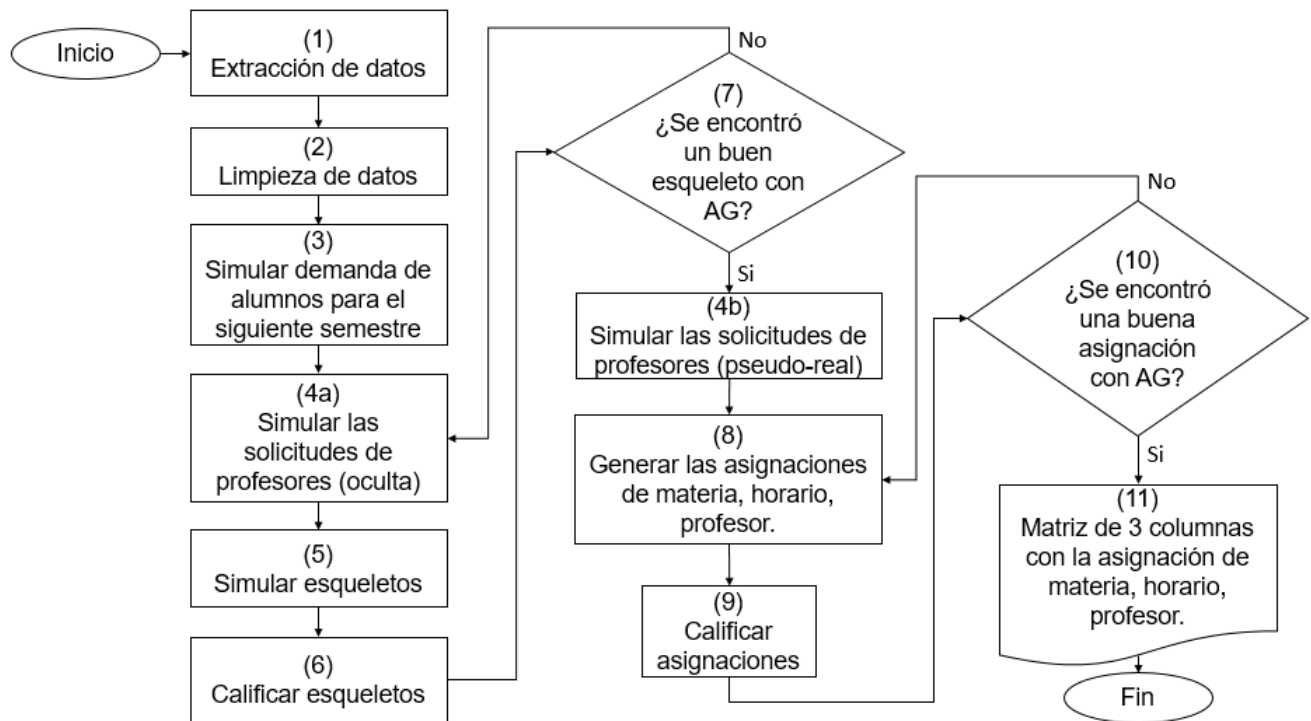 Inicio
(1)
Extracción de datos
(2)
Limpieza de datos
(3)
Simular demanda de
alumnos para el
siguiente semestre
(4a)
Simular las
solicitudes de
profesores (oculta)
(5)
Simular esqueletos
(6)
Calificar esqueletos
No
(7)
¿Se encontró
un buen
esqueleto con
AG?
Si
(4b)
Simular las solicitudes de
profesores (pseudo-real)
(8)
Generar las asignaciones
de materia, horario,
profesor.
(9)
Calificar
asignaciones
No
(10)
¿Se encontró
una buena
asignación
con AG?
Si
(11)
Matriz de 3 columnas
con la asignación de
materia, horario,
profesor.
Fin